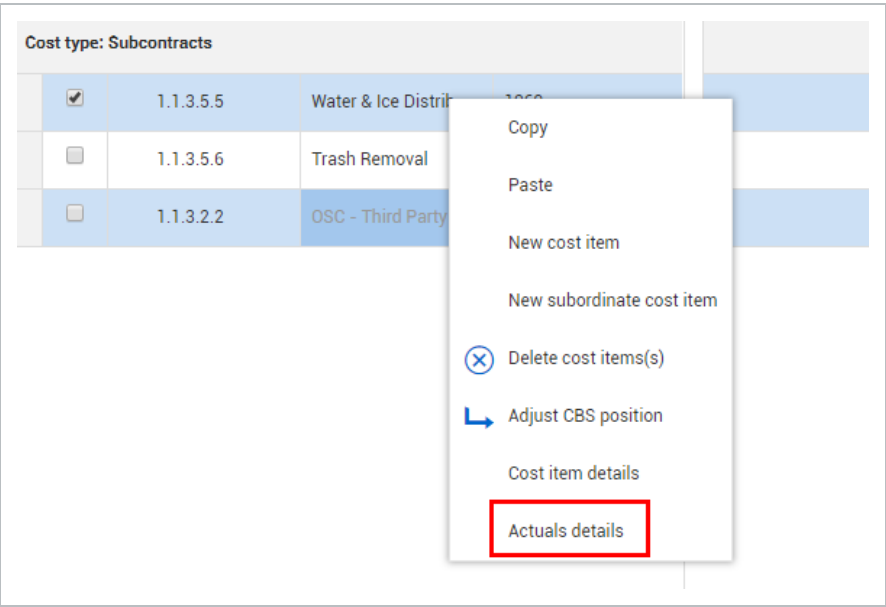 Cost type: Subcontracts
1.1.3.5.5 Water & Ice Distrib
1.1.3.5.6 Trash Removal
1.1.3.2.2 OSC - Third Party
Copy
Paste
New cost item
New subordinate cost item
Delete cost items(s)
Adjust CBS position
Cost item details
Actuals details